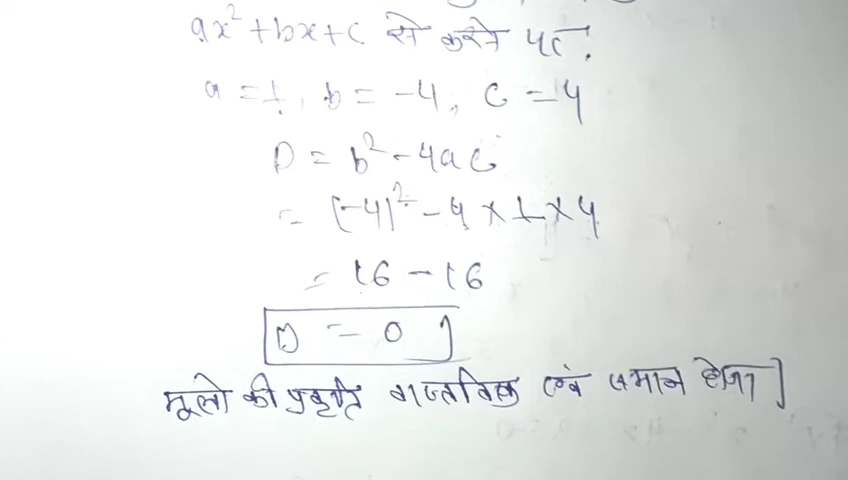 ax² + bx + c से करने पर.
a = 1, b = -4, c = 4
D = b² - 4ac
= (-4)² - 4 × 1 × 4
= 16 - 16
D = 0
मूलो की प्रकृति वास्तविक एवं समान होगा